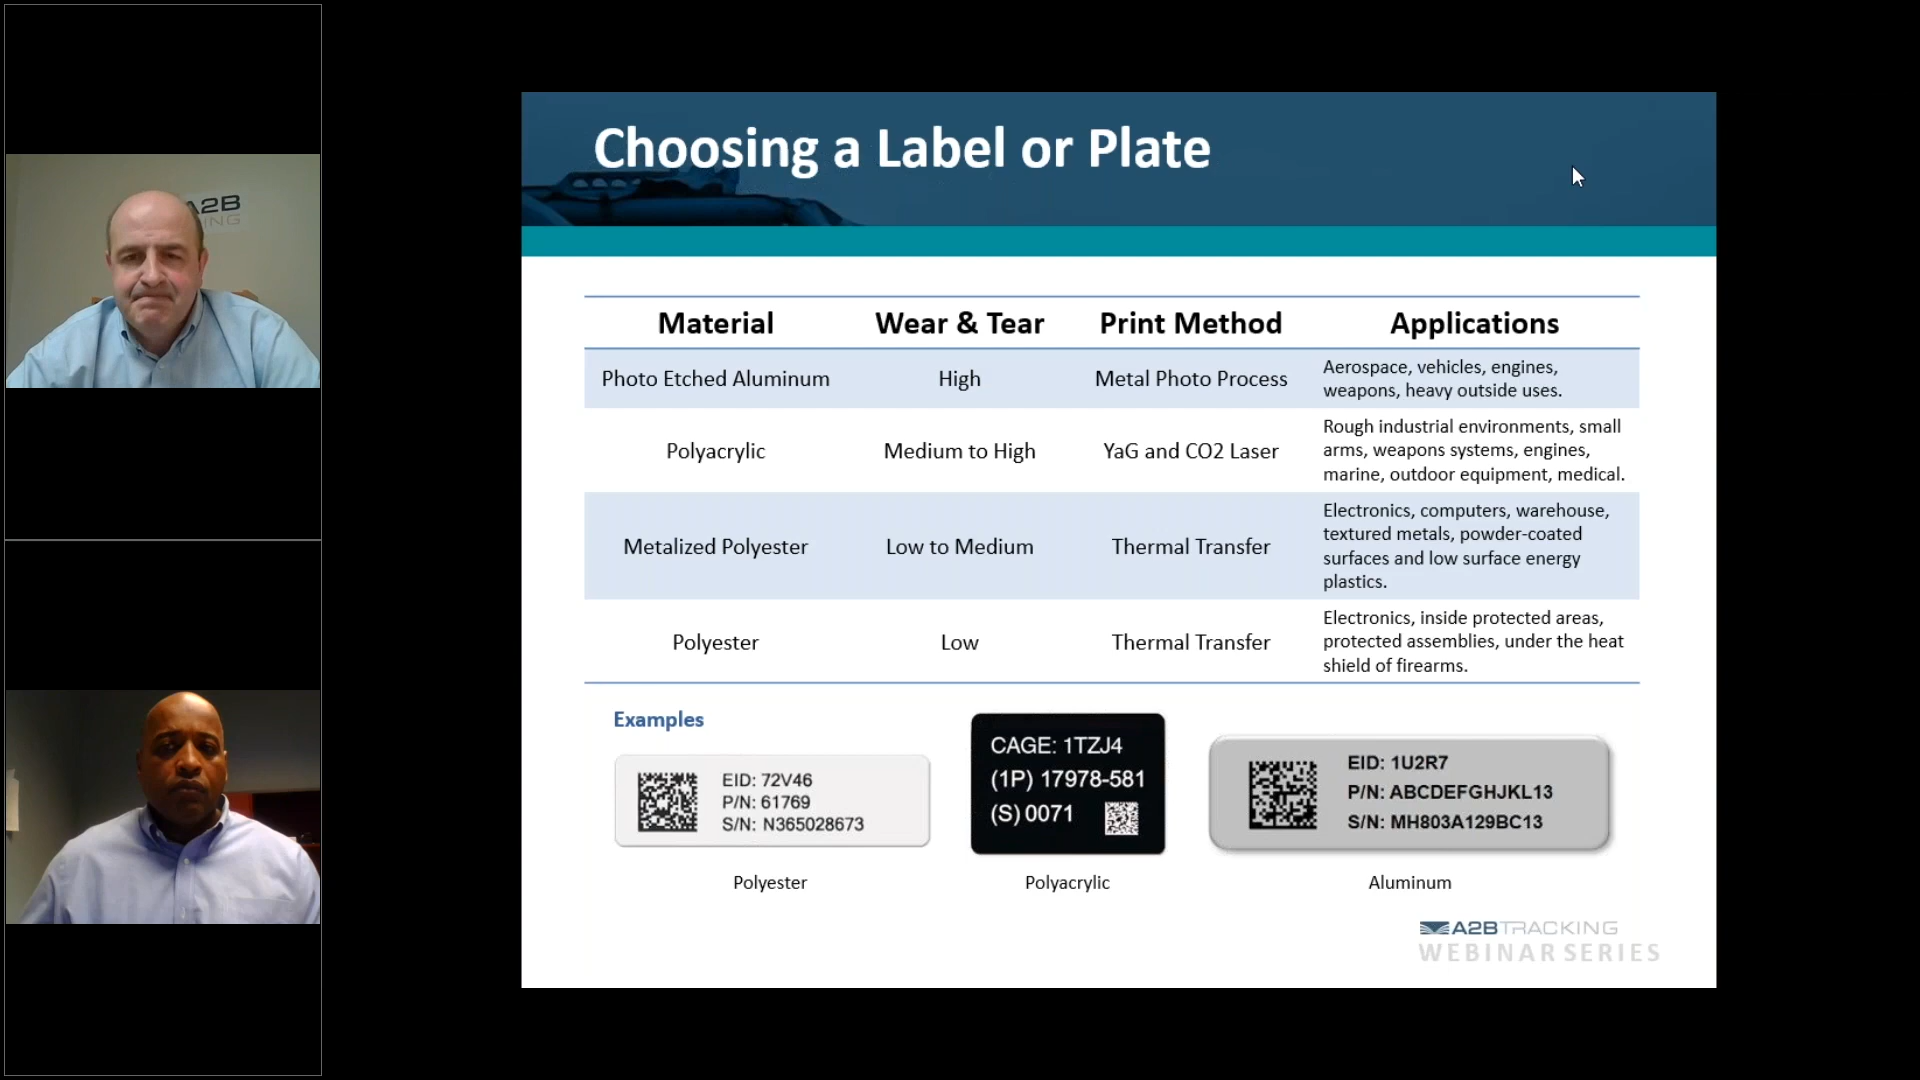 A2B
ING
Choosing a Label or Plate
Material Wear & Tear Print Method Applications
Photo Etched Aluminum High Metal Photo Process Aerospace, vehicles, engines,
weapons, heavy outside uses.
Polyacrylic Medium to High YaG and CO2 Laser Rough industrial environments, small
arms, weapons systems, engines,
marine, outdoor equipment, medical.
Metalized Polyester Low to Medium Thermal Transfer Electronics, computers, warehouse,
textured metals, powder-coated
surfaces and low surface energy
plastics.
Polyester Low Thermal Transfer Electronics, inside protected areas,
protected assemblies, under the heat
shield of firearms.
Examples
EID: 72V46
P/N: 61769
S/N: N365028673
Polyester
CAGE: 1TZJ4
(1P) 17978-581
(S) 0071
Polyacrylic
EID: 1U2R7
P/N: ABCDEFGHJKL13
S/N: MH803A129BC13
Aluminum
A2BTRACKING
WEBINAR SERIES